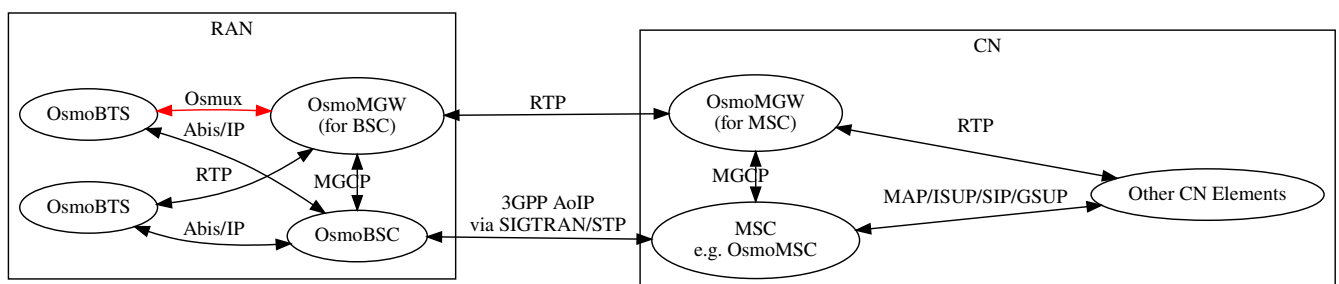 RAN
CN
OsmoBTS
Osmux
OsmoMGW
(for BSC)
RTP
OsmoMGW
(for MSC)
RTP
Abis/IP
RTP
MGCP
MGCP
OsmoBTS
Abis/IP
OsmoBSC
3GPP AoIP
via SIGTRAN/STP
MSC
e.g. OsmoMSC
MAP/ISUP/SIP/GSUP
Other CN Elements